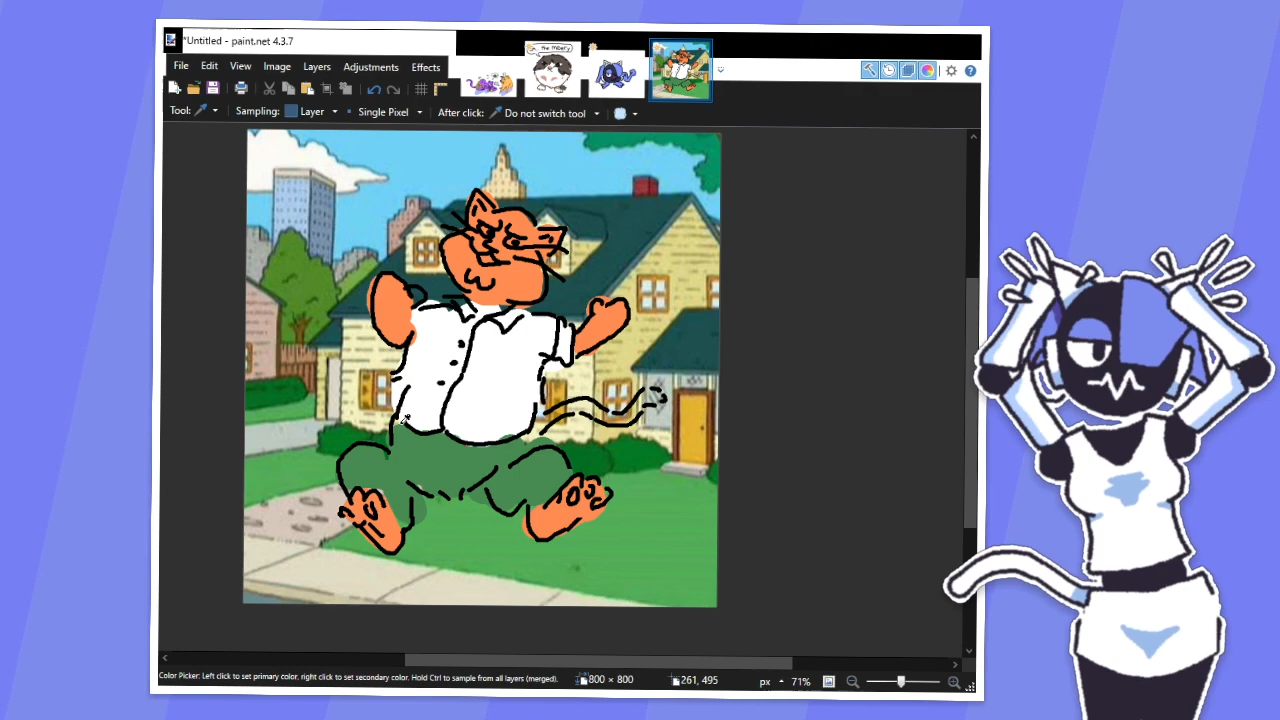 *Untitled - paint.net 4.3.7
File Edit View Image Layers Adjustments Effects
Tool: Sampling: Layer Single Pixel After click: Do not switch tool
Color Picker: Left click to set primary color, right click to set secondary color. Hold Ctrl to sample from all layers (merged). 800 × 800 261, 495 px 71%